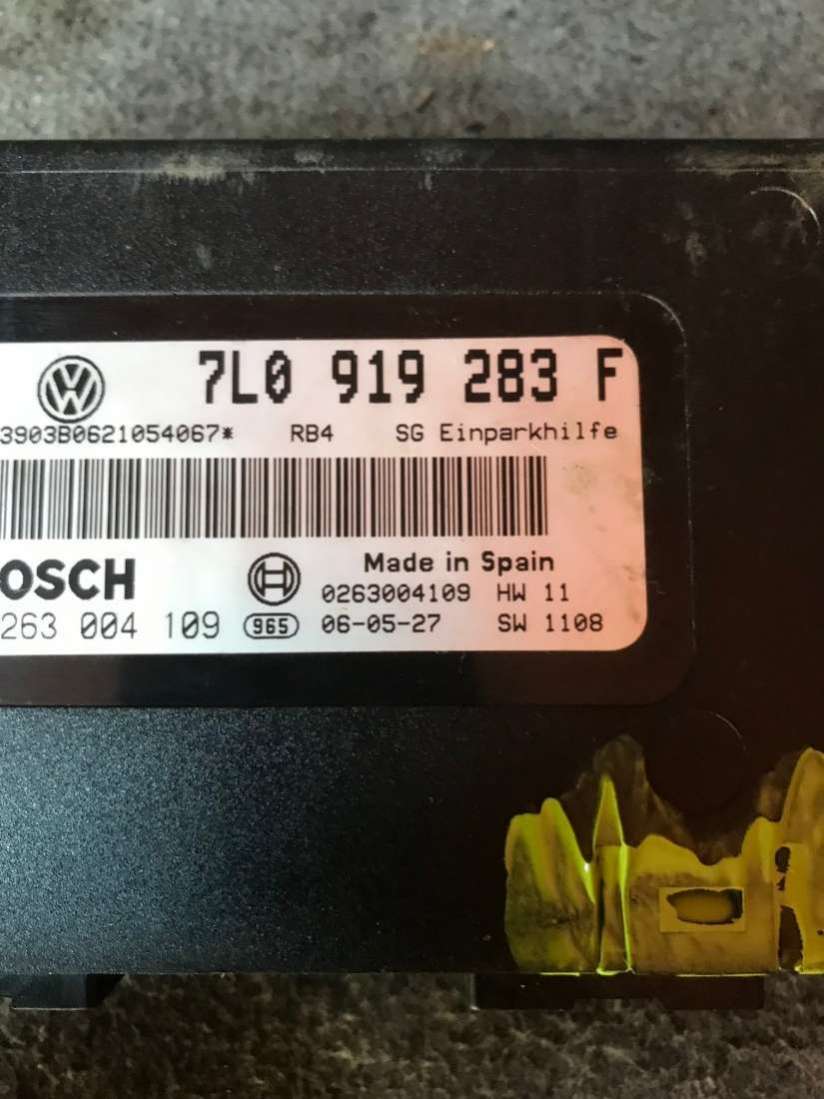 7L0 919 283 F
3903B0621054067* RB4 SG Einparkhilfe
Made in Spain
OSCH
0263004109 HW 11
263 004 109 965 06-05-27 SW 1108